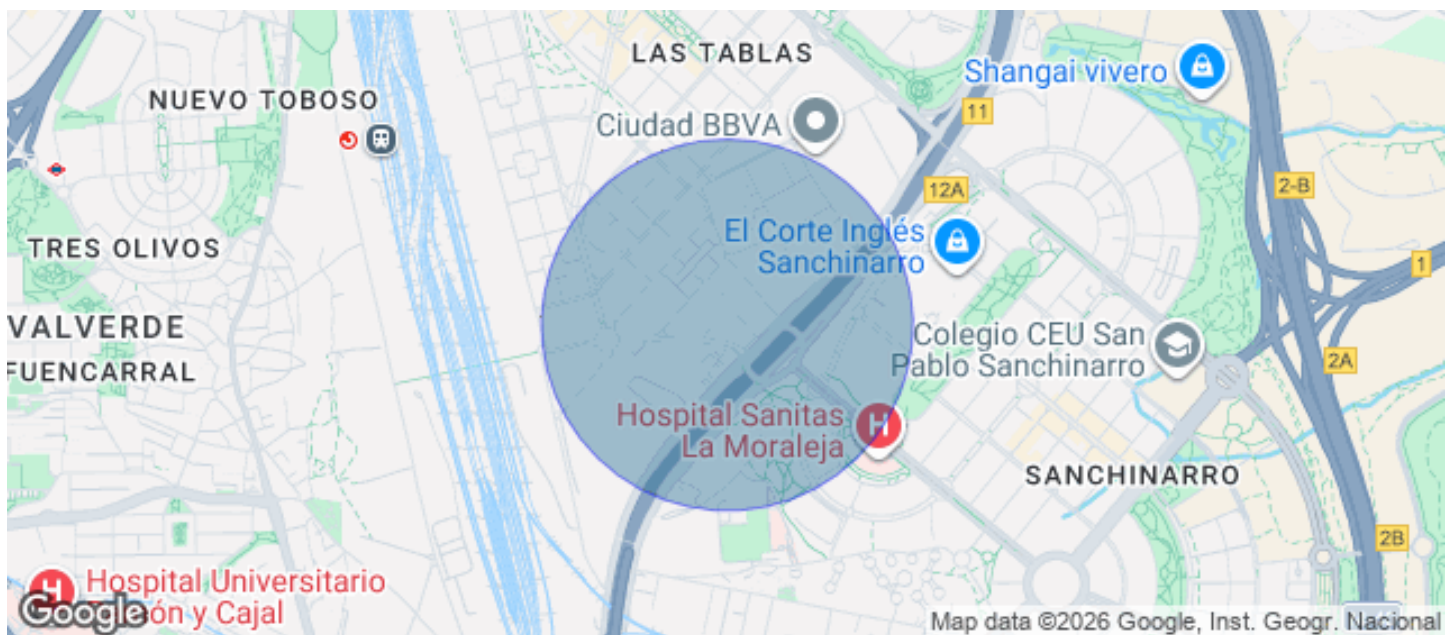 LAS TABLAS
Shangai vivero
NUEVO TOBOSO
11
Ciudad BBVA
2-B
12A
El Corte Inglés
Sanchinarro
TRES OLIVOS
1
VALVERDE
Colegio CEU San
Pablo Sanchinarro
2A
FUENCARRAL
H
Hospital Sanitas
La Moraleja
SANCHINARRO
2B
H
Hospital Universitario
y Cajal
Google
Map data ©2026 Google, Inst. Geogr. Nacional